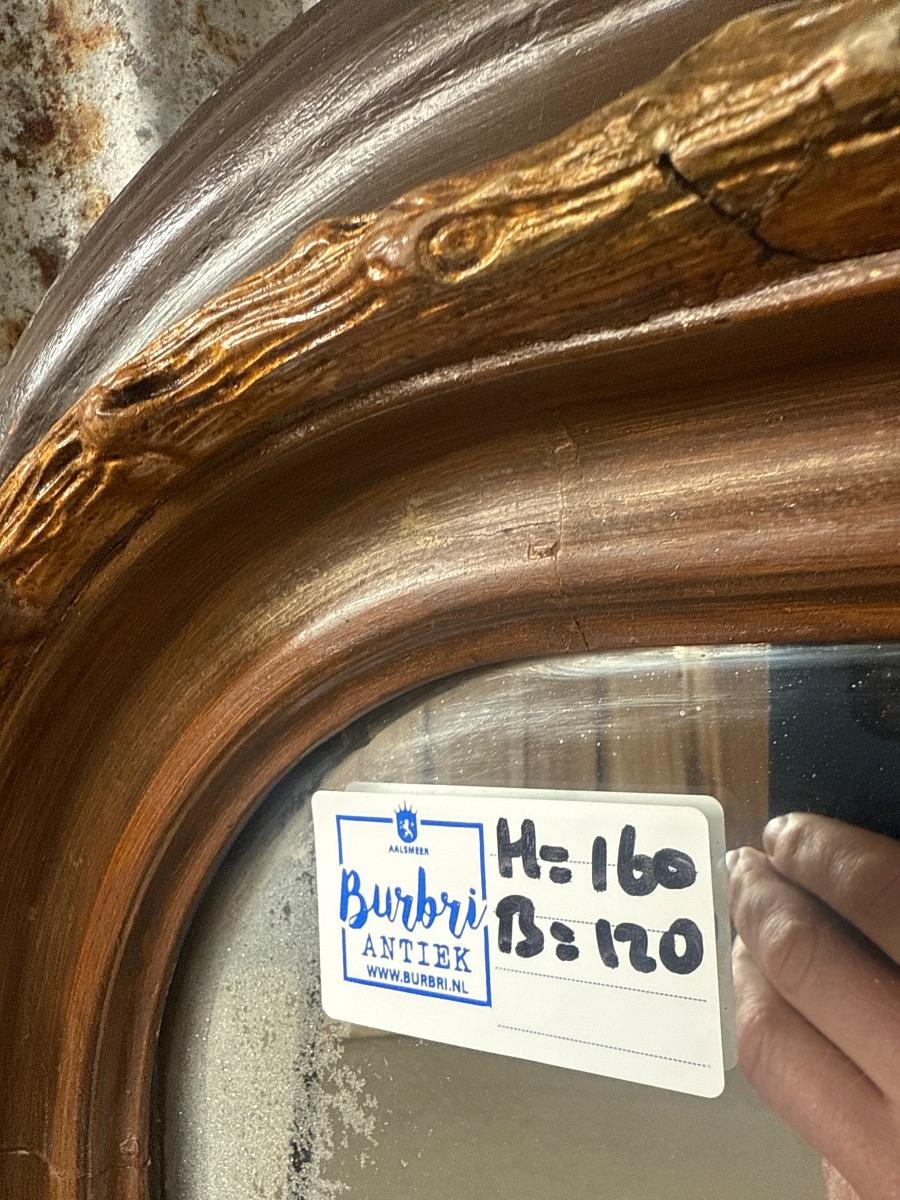 AALSMEER
Burbri
ANTIEK
WWW.BURBRI.NL
H=160
B=120